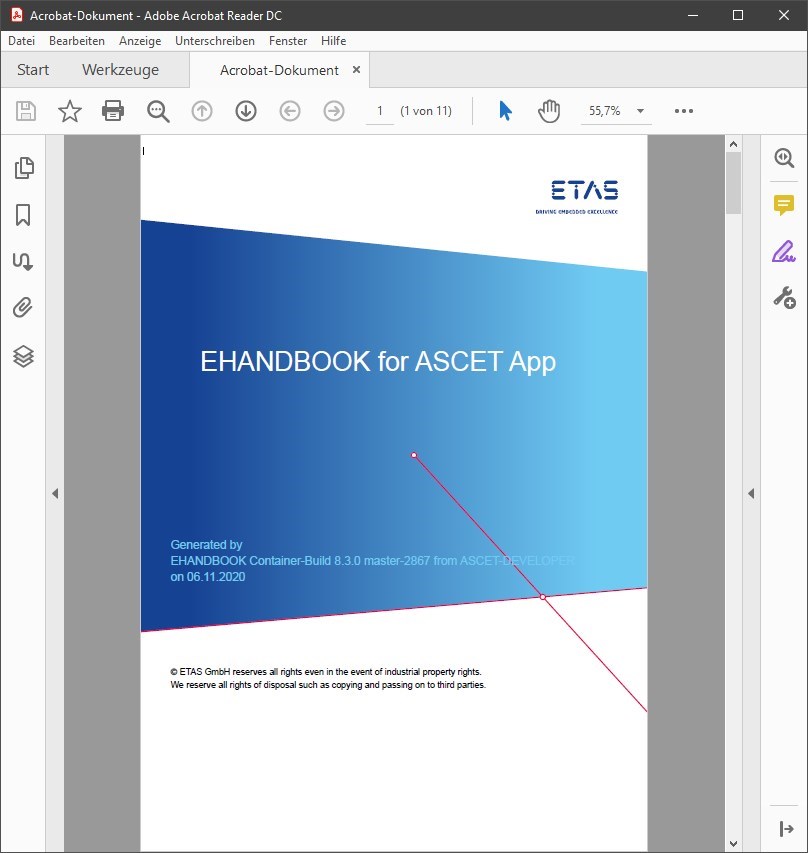 Acrobat-Dokument - Adobe Acrobat Reader DC
Datei Bearbeiten Anzeige Unterschreiben Fenster Hilfe
Start Werkzeuge Acrobat-Dokument
1 (1 von 11) 55,7%
ETAS
DRIVING EMBEDDED EXCELLENCE
EHANDBOOK for ASCET App
Generated by
EHANDBOOK Container-Build 8.3.0 master-2867 from ASCET-DEVELOPER
on 06.11.2020
© ETAS GmbH reserves all rights even in the event of industrial property rights.
We reserve all rights of disposal such as copying and passing on to third parties.